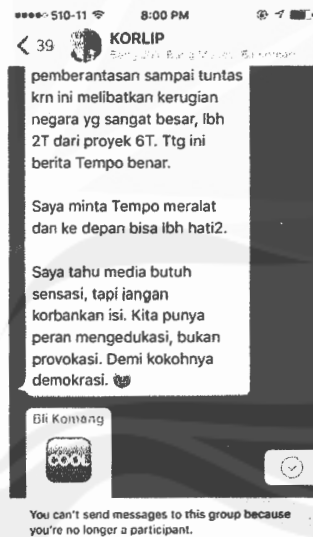 510-11 8:00 PM
39 KORLIP
pemberantasan sampai tuntas
krn ini melibatkan kerugian
negara yg sangat besar, lbh
2T dari proyek 6T. Ttg ini
berita Tempo benar.
Saya minta Tempo meralat
dan ke depan bisa lbh hati2.
Saya tahu media butuh
sensasi, tapi jangan
korbankan isi. Kita punya
peran mengedukasi, bukan
provokasi. Demi kokohnya
demokrasi.
Bli Komang
COOL
You can't send messages to this group because
you're no longer a participant.